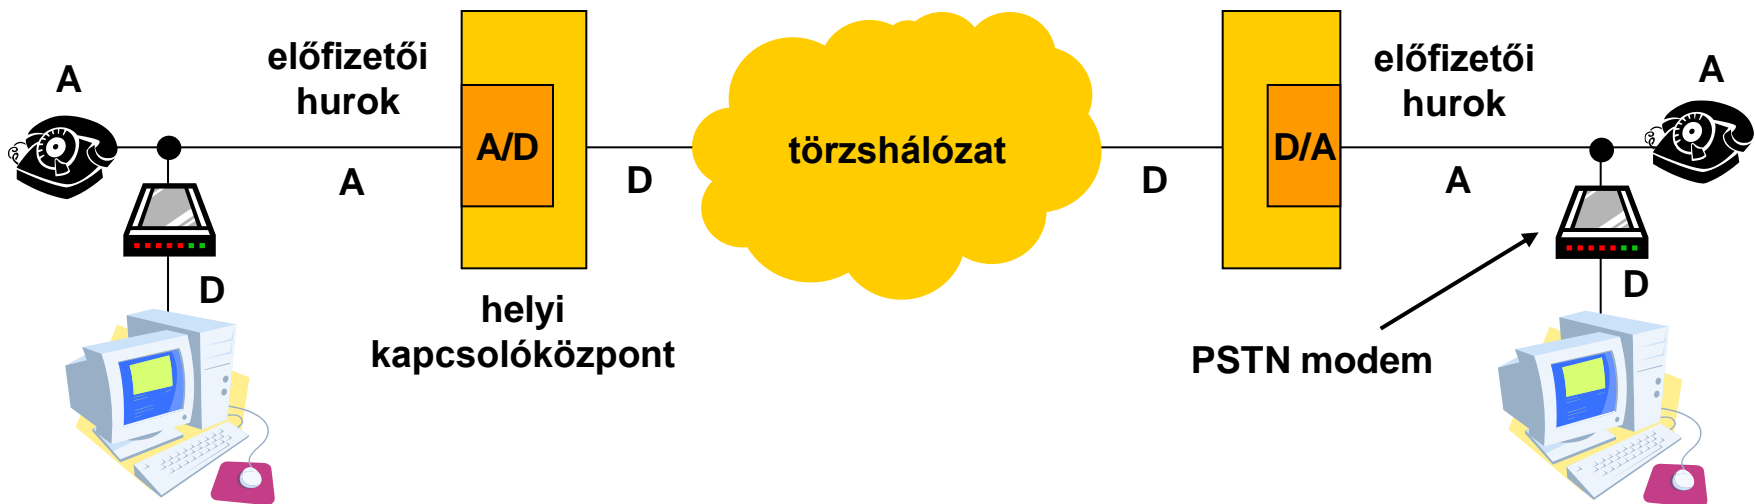 A
előfizetői
hurok
A
A/D
D
D
helyi
kapcsolóközpont
törzshálózat
D
D/A
előfizetői
hurok
A
A
D
PSTN modem